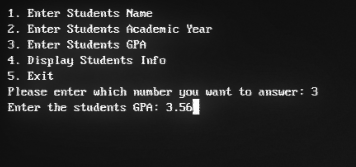 1. Enter Students Name
2. Enter Students Academic Year
3. Enter Students GPA
4. Display Students Info
5. Exit
Please enter which number you want to answer: 3
Enter the students GPA: 3.56